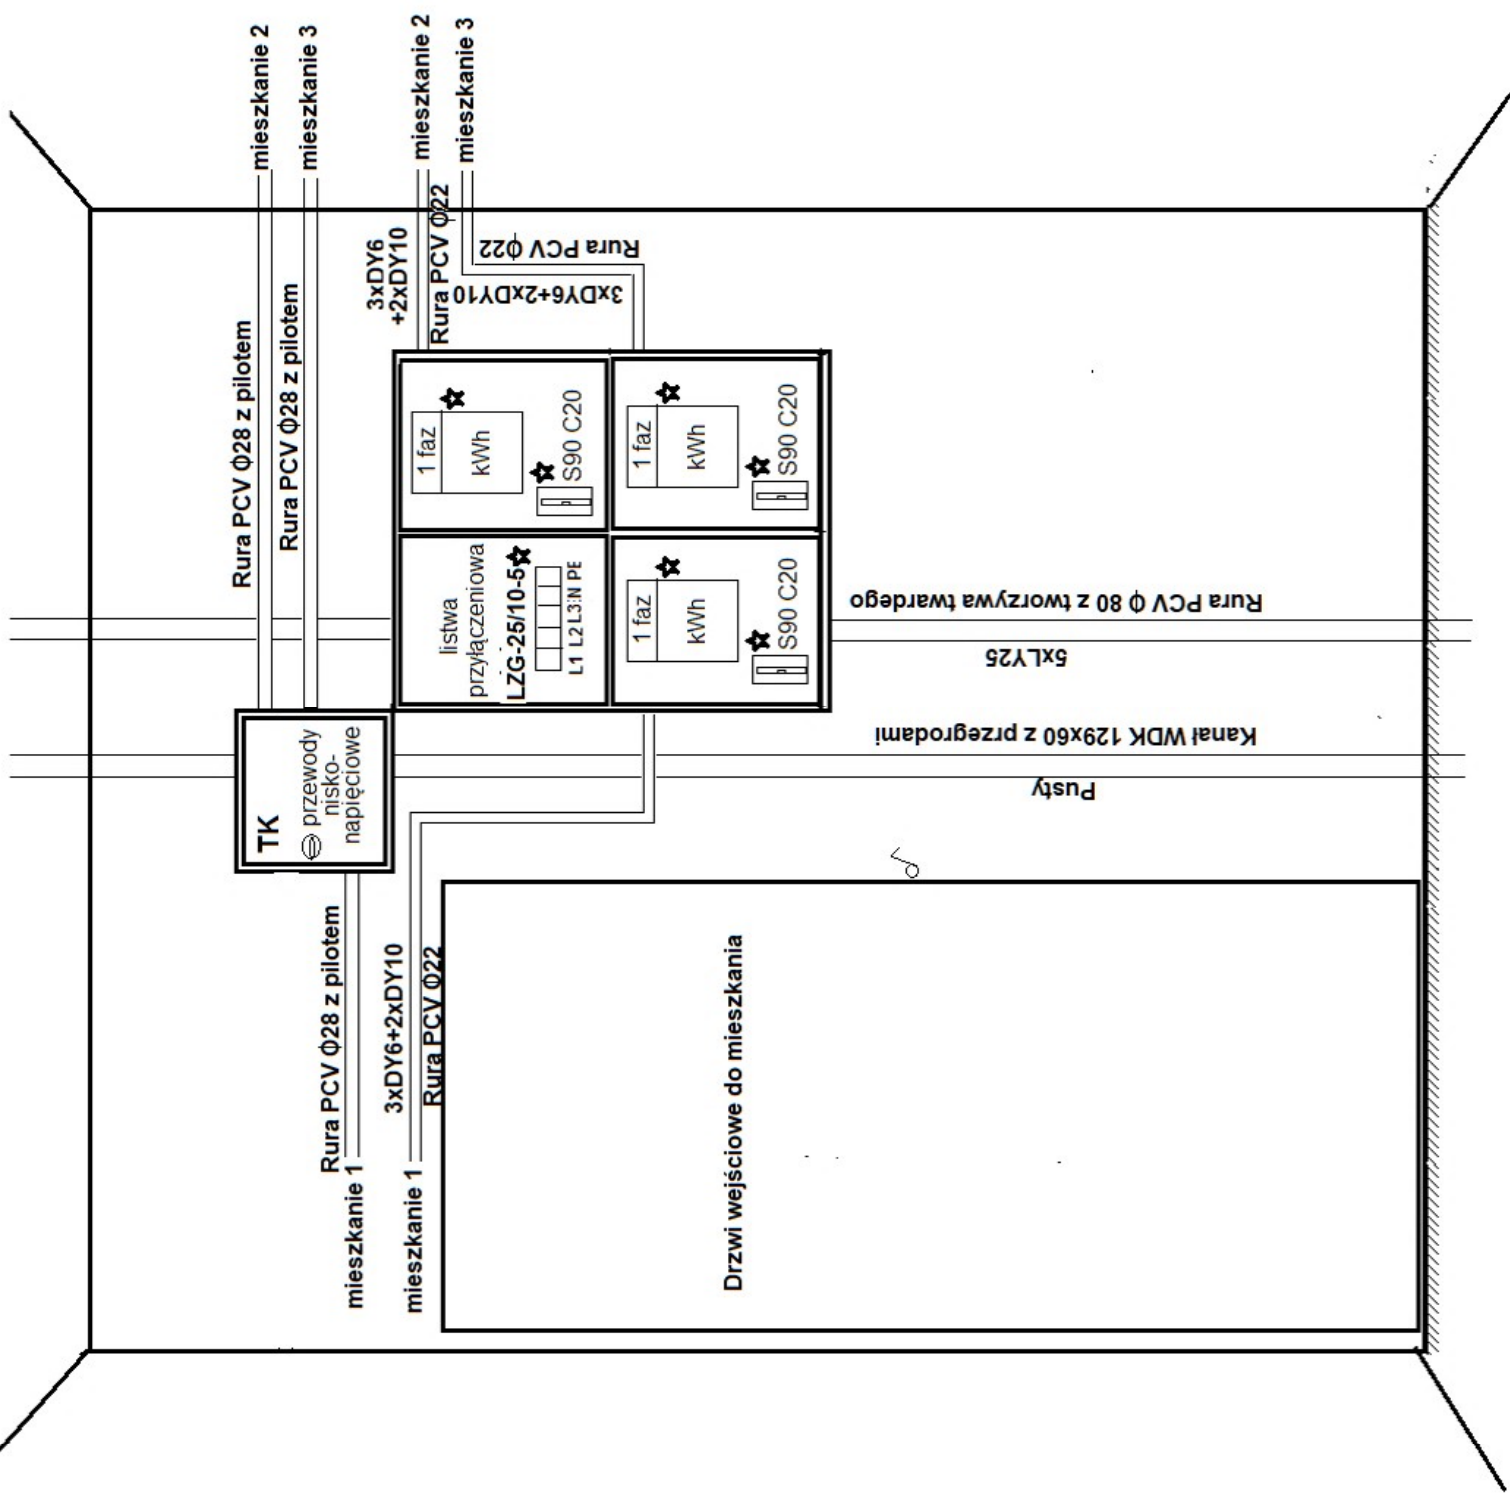 mieszkanie 2
mieszkanie 3
mieszkanie 2
mieszkanie 3
Rura PCV ϕ28 z pilotem
Rura PCV ϕ28 z pilotem
3xDY6
+2xDY10
Rura PCV ϕ22
Rura PCV ϕ22
3xDY6+2xDY10
1 faz
kWh
S90 C20
1 faz
kWh
S90 C20
listwa
przyłączeniowa
LZG-25/10-5
L1 L2 L3:N PE
1 faz
kWh
S90 C20
Rura PCV ϕ 80 z tworzywa twardego
5xLY25
Kanał WDK 129x60 z przegrodami
Pusty
TK
przewody
nisko-
napięciowe
Rura PCV ϕ28 z pilotem
mieszkanie 1
3xDY6+2xDY10
Rura PCV ϕ22
mieszkanie 1
Drzwi wejściowe do mieszkania